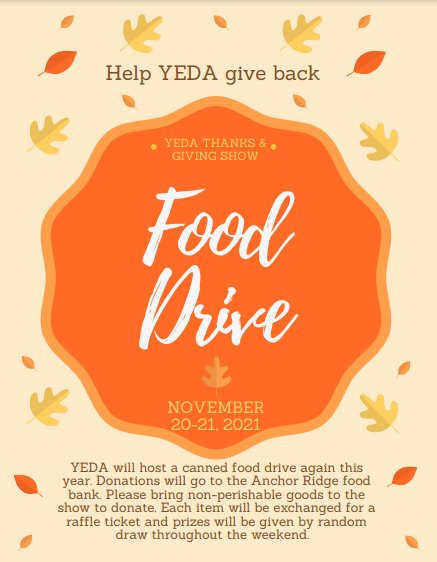 Help YEDA give back
YEDA THANKS &
GIVING SHOW
Food
Drive
NOVEMBER
20-21, 2021
YEDA will host a canned food drive again this
year. Donations will go to the Anchor Ridge food
bank. Please bring non-perishable goods to the
show to donate. Each item will be exchanged for a
raffle ticket and prizes will be given by random
draw throughout the weekend.